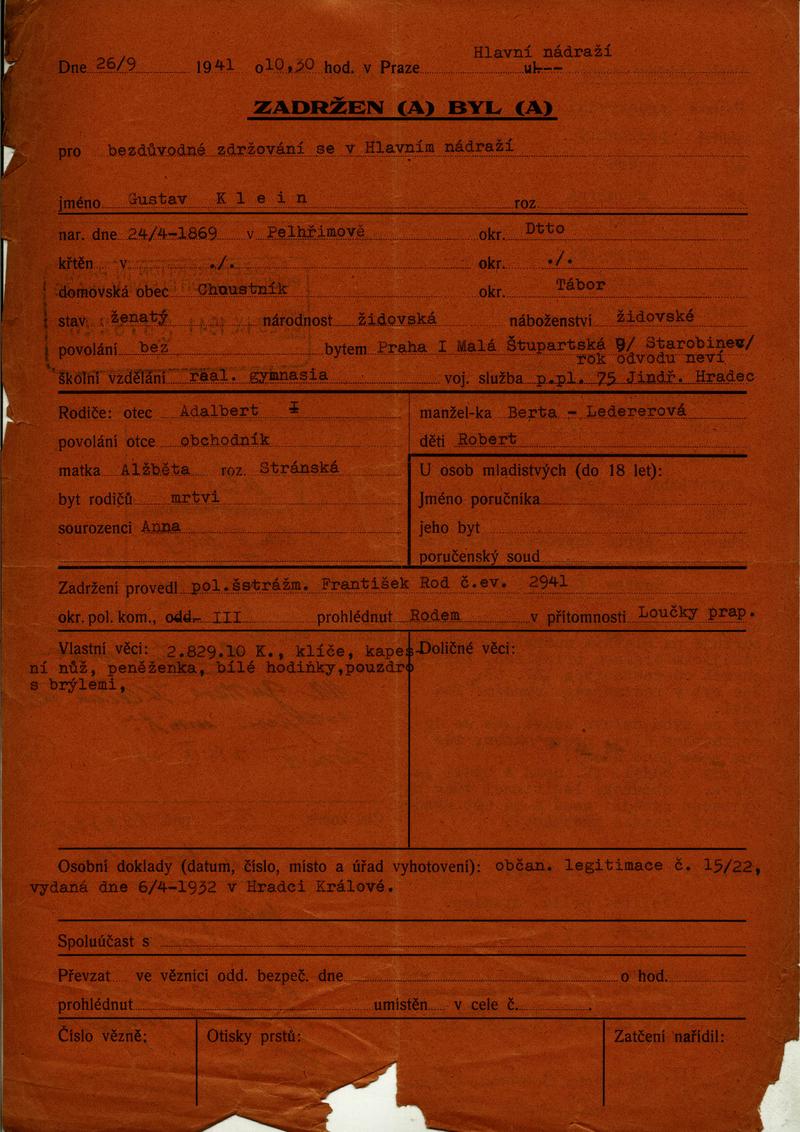 Hlavní nádraží
Dne 26/9 1941 o10,30 hod. v Praze
ZADRŽEN (A) BYL (A)
pro bezdůvodné zdržování se v Hlavním nádraží
jméno Gustav K l e i n roz
nar. dne 24/4-1869 v Pelhřimově okr. Dtto
křtěn v ./. okr. ./.
domovská obec Choustník okr. Tábor
stav ženatý národnost židovská náboženství židovské
povolání bez bytem Praha I Malá Štupartská 9/ Starobinec/
rok odvodu neví
školní vzdělání raal. gymnasia voj. služba p.pl. 75 Jindř. Hradec
Rodiče: otec Adalbert manžel-ka Berta - Ledererová
povolání otce obchodník děti Robert
matka Alžběta roz. Stránská U osob mladistvých (do 18 let):
byt rodičů mrtvi Jméno poručníka
sourozenci Anna jeho byt
poručenský soud
Zadržení provedl pol.šstrážm. František Rod č.ev. 2941
okr. pol. kom., odd. III prohlédnut Rodem v přítomnosti Loučky prap.
Vlastní věci: 2.829.10 K., klíče, kapes- Doličné věci:
ní nůž, peněženka, bílé hodinky,pouzdro
s brýlemi,
Osobní doklady (datum, číslo, místo a úřad vyhotovení): občan. legitimace č. 15/22,
vydaná dne 6/4-1932 v Hradci Králové.
Spoluúčast s
Převzat ve věznici odd. bezpeč. dne o hod.
prohlédnut umístěn v cele č.
Číslo vězně: Otisky prstů: Zatčení nařídil: